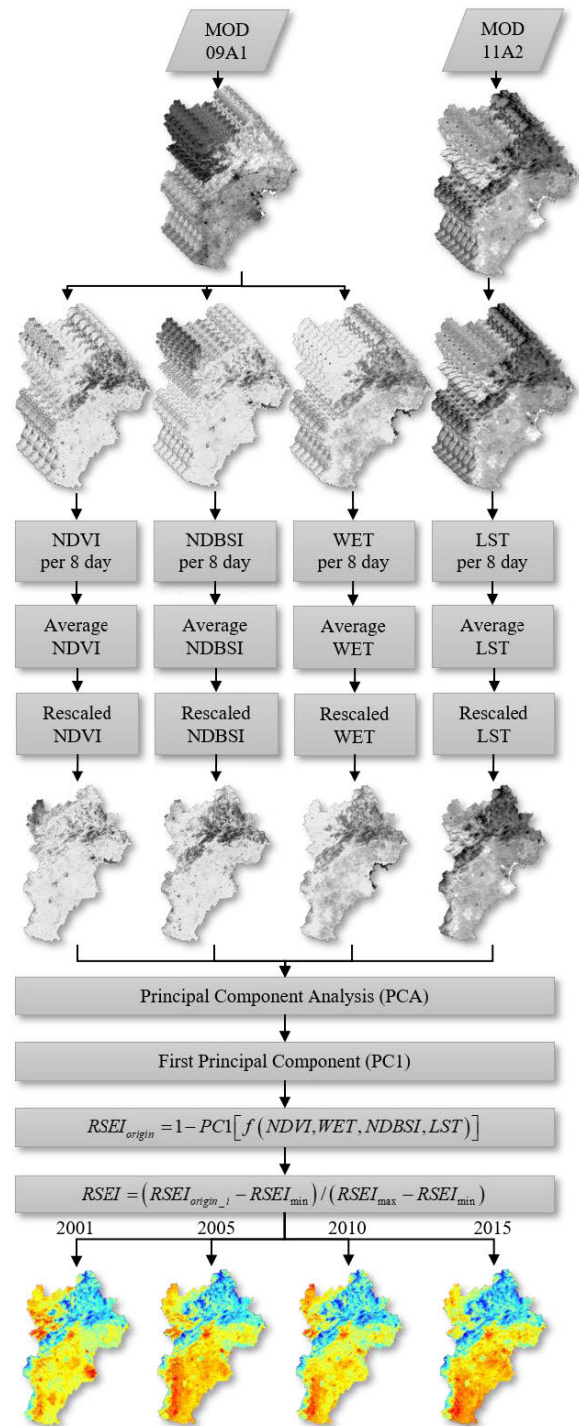 MOD
09A1
MOD
11A2
NDVI
per 8 day
NDBSI
per 8 day
WET
per 8 day
LST
per 8 day
Average
NDVI
Average
NDBSI
Average
WET
Average
LST
Rescaled
NDVI
Rescaled
NDBSI
Rescaled
WET
Rescaled
LST
Principal Component Analysis (PCA)
First Principal Component (PC1)
RSEI_origin = 1 − PC1[f(NDVI,WET,NDBSI,LST)]
RSEI = (RSEI_origin_i − RSEI_min)/(RSEI_max − RSEI_min)
2001 2005 2010 2015